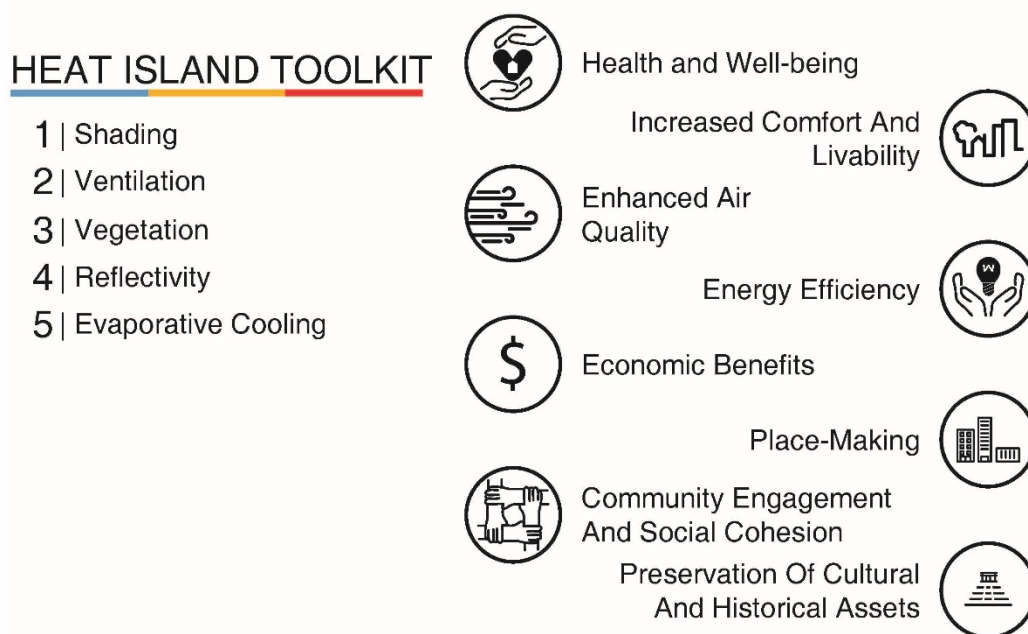 HEAT ISLAND TOOLKIT
1 | Shading
2 | Ventilation
3 | Vegetation
4 | Reflectivity
5 | Evaporative Cooling
Health and Well-being
Increased Comfort And
Livability
Enhanced Air
Quality
Energy Efficiency
$
Economic Benefits
Place-Making
Community Engagement
And Social Cohesion
Preservation Of Cultural
And Historical Assets